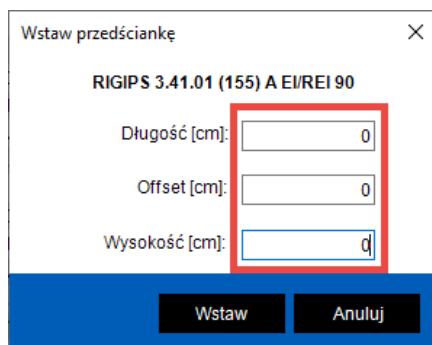 Wstaw przedściankę
RIGIPS 3.41.01 (155) A EI/REI 90
Długość [cm]: 0
Offset [cm]: 0
Wysokość [cm]: 0
Wstaw Anuluj